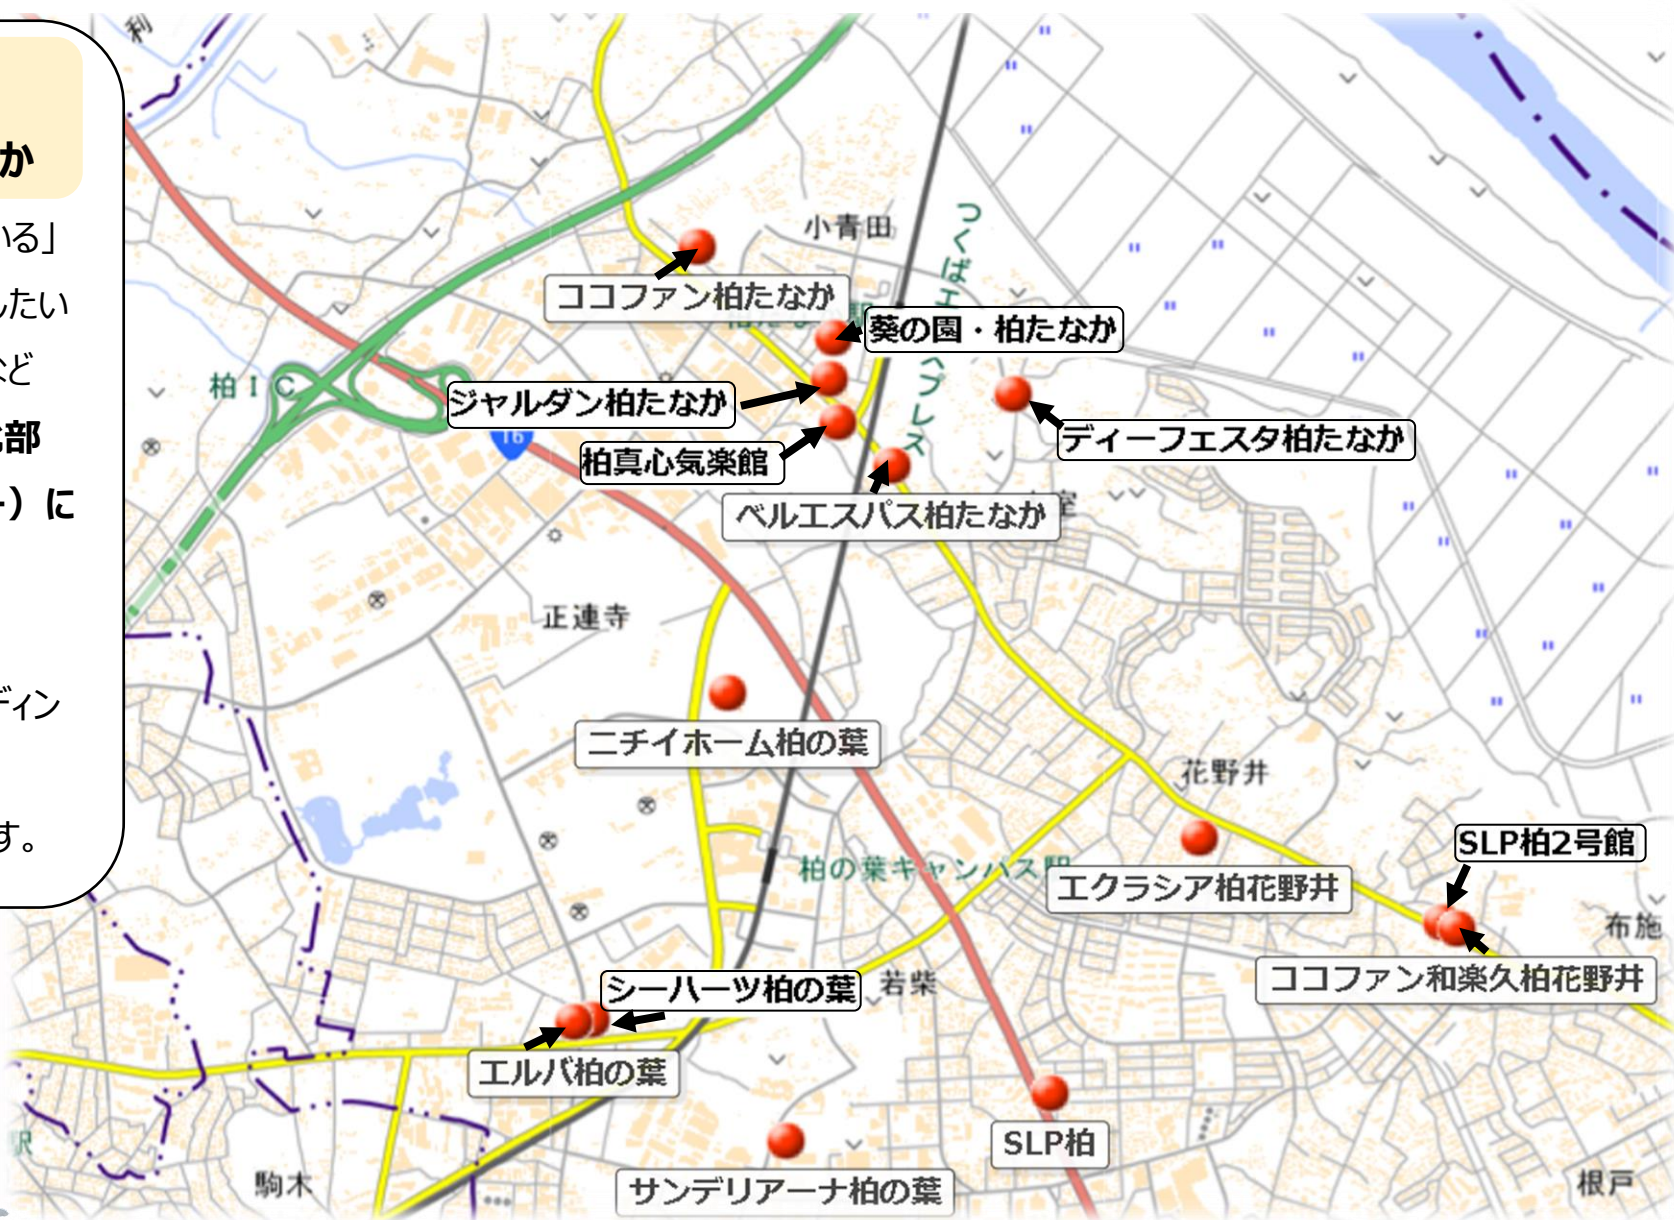 か
いる」
したい
など
北部
ー）に
ディン
す。
利
小青田
つくばエ
ヘプレス
ココファン柏たなか
駅
葵の園・柏たなか
柏ＩＣ
ジャルダン柏たなか
16
ディーフェスタ柏たなか
柏真心気楽館
ベルエスパス柏たなか
室
正連寺
ニチイホーム柏の葉
花野井
柏の葉キャンパス駅
エクラシア柏花野井
SLP柏2号館
布施
ココファン和楽久柏花野井
若柴
シーハーツ柏の葉
エルバ柏の葉
SLP柏
駅
駒木
サンデリアーナ柏の葉
根戸